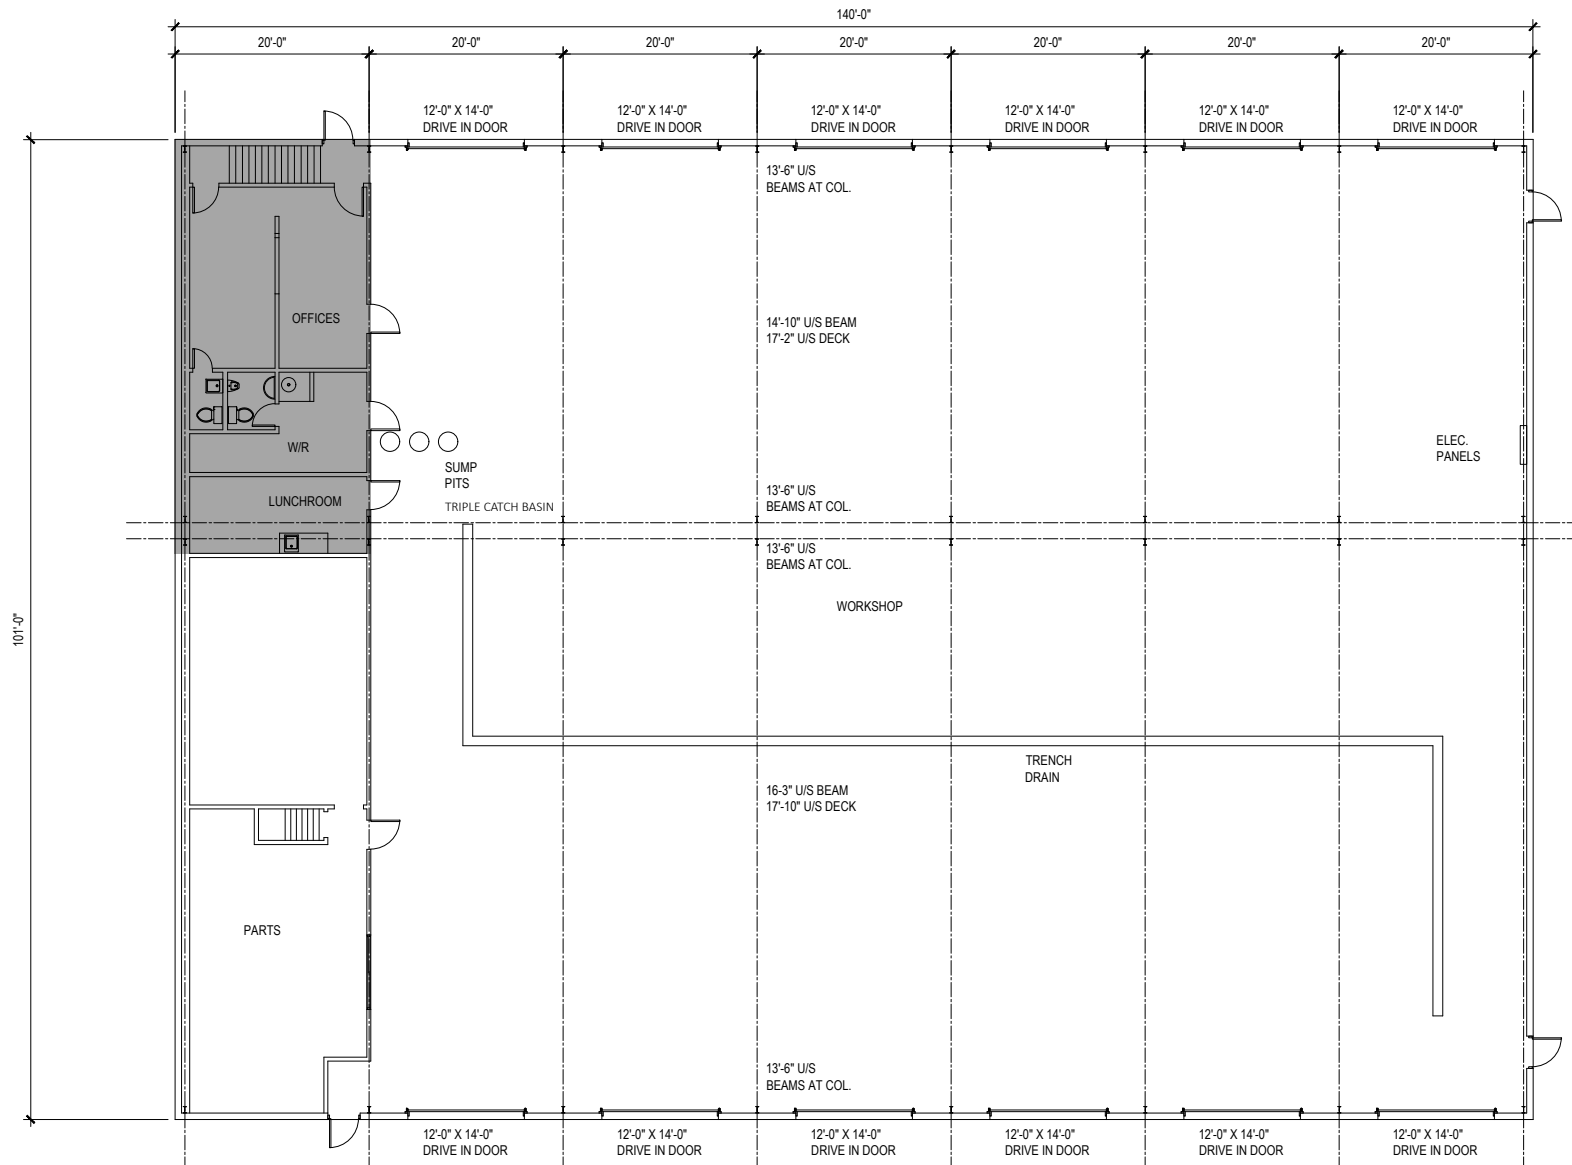 140'-0"
20'-0" 20'-0" 20'-0" 20'-0" 20'-0" 20'-0" 20'-0"
12'-0" X 14'-0" 12'-0" X 14'-0" 12'-0" X 14'-0" 12'-0" X 14'-0" 12'-0" X 14'-0" 12'-0" X 14'-0"
DRIVE IN DOOR DRIVE IN DOOR DRIVE IN DOOR DRIVE IN DOOR DRIVE IN DOOR DRIVE IN DOOR
13'-6" U/S
BEAMS AT COL.
OFFICES
14'-10" U/S BEAM
17'-2" U/S DECK
W/R
SUMP
PITS
TRIPLE CATCH BASIN
ELEC.
PANELS
LUNCHROOM
13'-6" U/S
BEAMS AT COL.
13'-6" U/S
BEAMS AT COL.
WORKSHOP
101'-0"
TRENCH
DRAIN
16-3" U/S BEAM
17'-10" U/S DECK
PARTS
13'-6" U/S
BEAMS AT COL.
12'-0" X 14'-0" 12'-0" X 14'-0" 12'-0" X 14'-0" 12'-0" X 14'-0" 12'-0" X 14'-0" 12'-0" X 14'-0"
DRIVE IN DOOR DRIVE IN DOOR DRIVE IN DOOR DRIVE IN DOOR DRIVE IN DOOR DRIVE IN DOOR